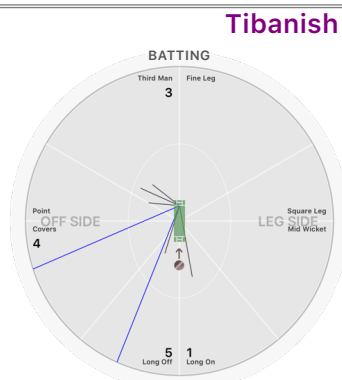 Tibanish
BATTING
Third Man Fine Leg
3
Point Square Leg
OFF SIDE LEG SIDE
Covers Mid Wicket
4
5 1
Long Off Long On